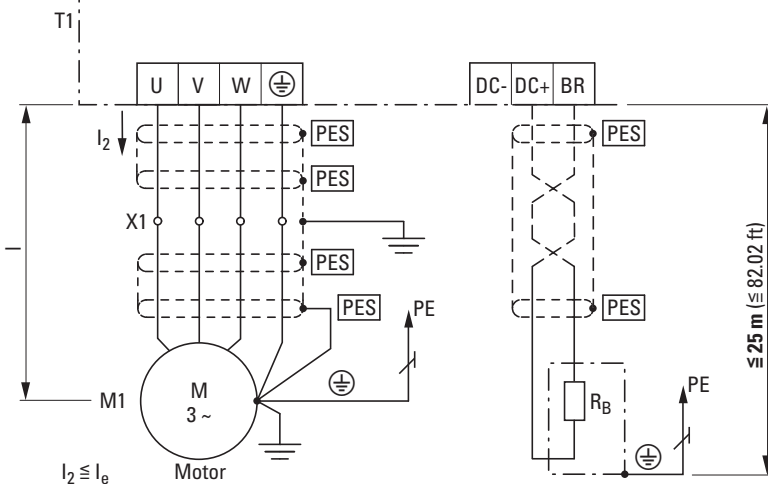 T1
U V W
DC- DC+ BR
I₂
PES
PES
PES
X1
l
PES
PES
PES
PE
≦ 25 m (≦ 82.02 ft)
M1
M
3 ~
R_B
PE
I₂ ≦ Iₑ
Motor